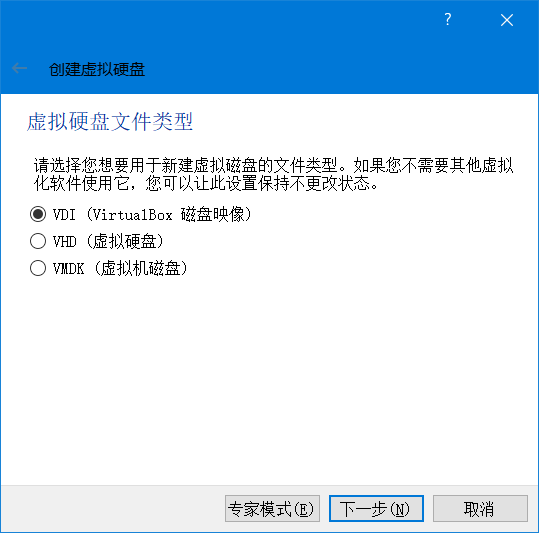 ?
创建虚拟硬盘
虚拟硬盘文件类型
请选择您想要用于新建虚拟磁盘的文件类型。如果您不需要其他虚拟
化软件使用它，您可以让此设置保持不更改状态。
VDI (VirtualBox 磁盘映像)
VHD (虚拟硬盘)
VMDK (虚拟机磁盘)
专家模式(E) 下一步(N) 取消